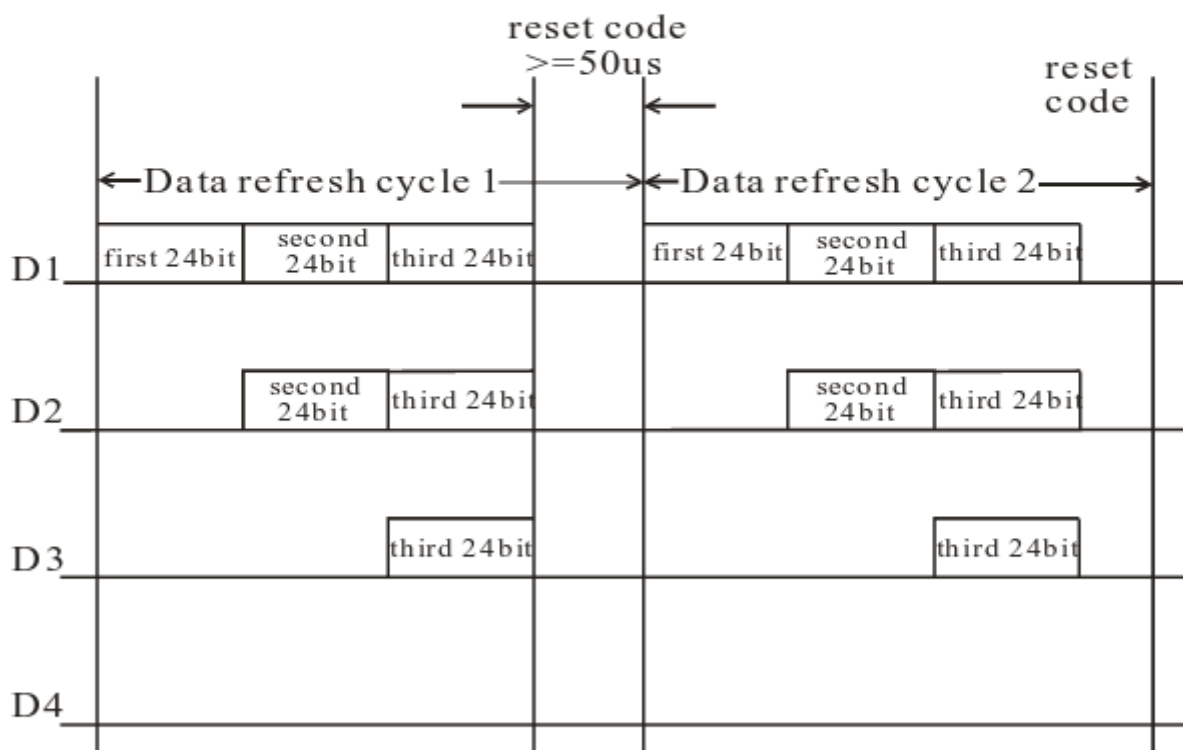 reset code
>=50us
reset
code
Data refresh cycle 1
Data refresh cycle 2
D1
first 24bit
second
24bit
third 24bit
first 24bit
second
24bit
third 24bit
D2
second
24bit
third 24bit
second
24bit
third 24bit
D3
third 24bit
third 24bit
D4